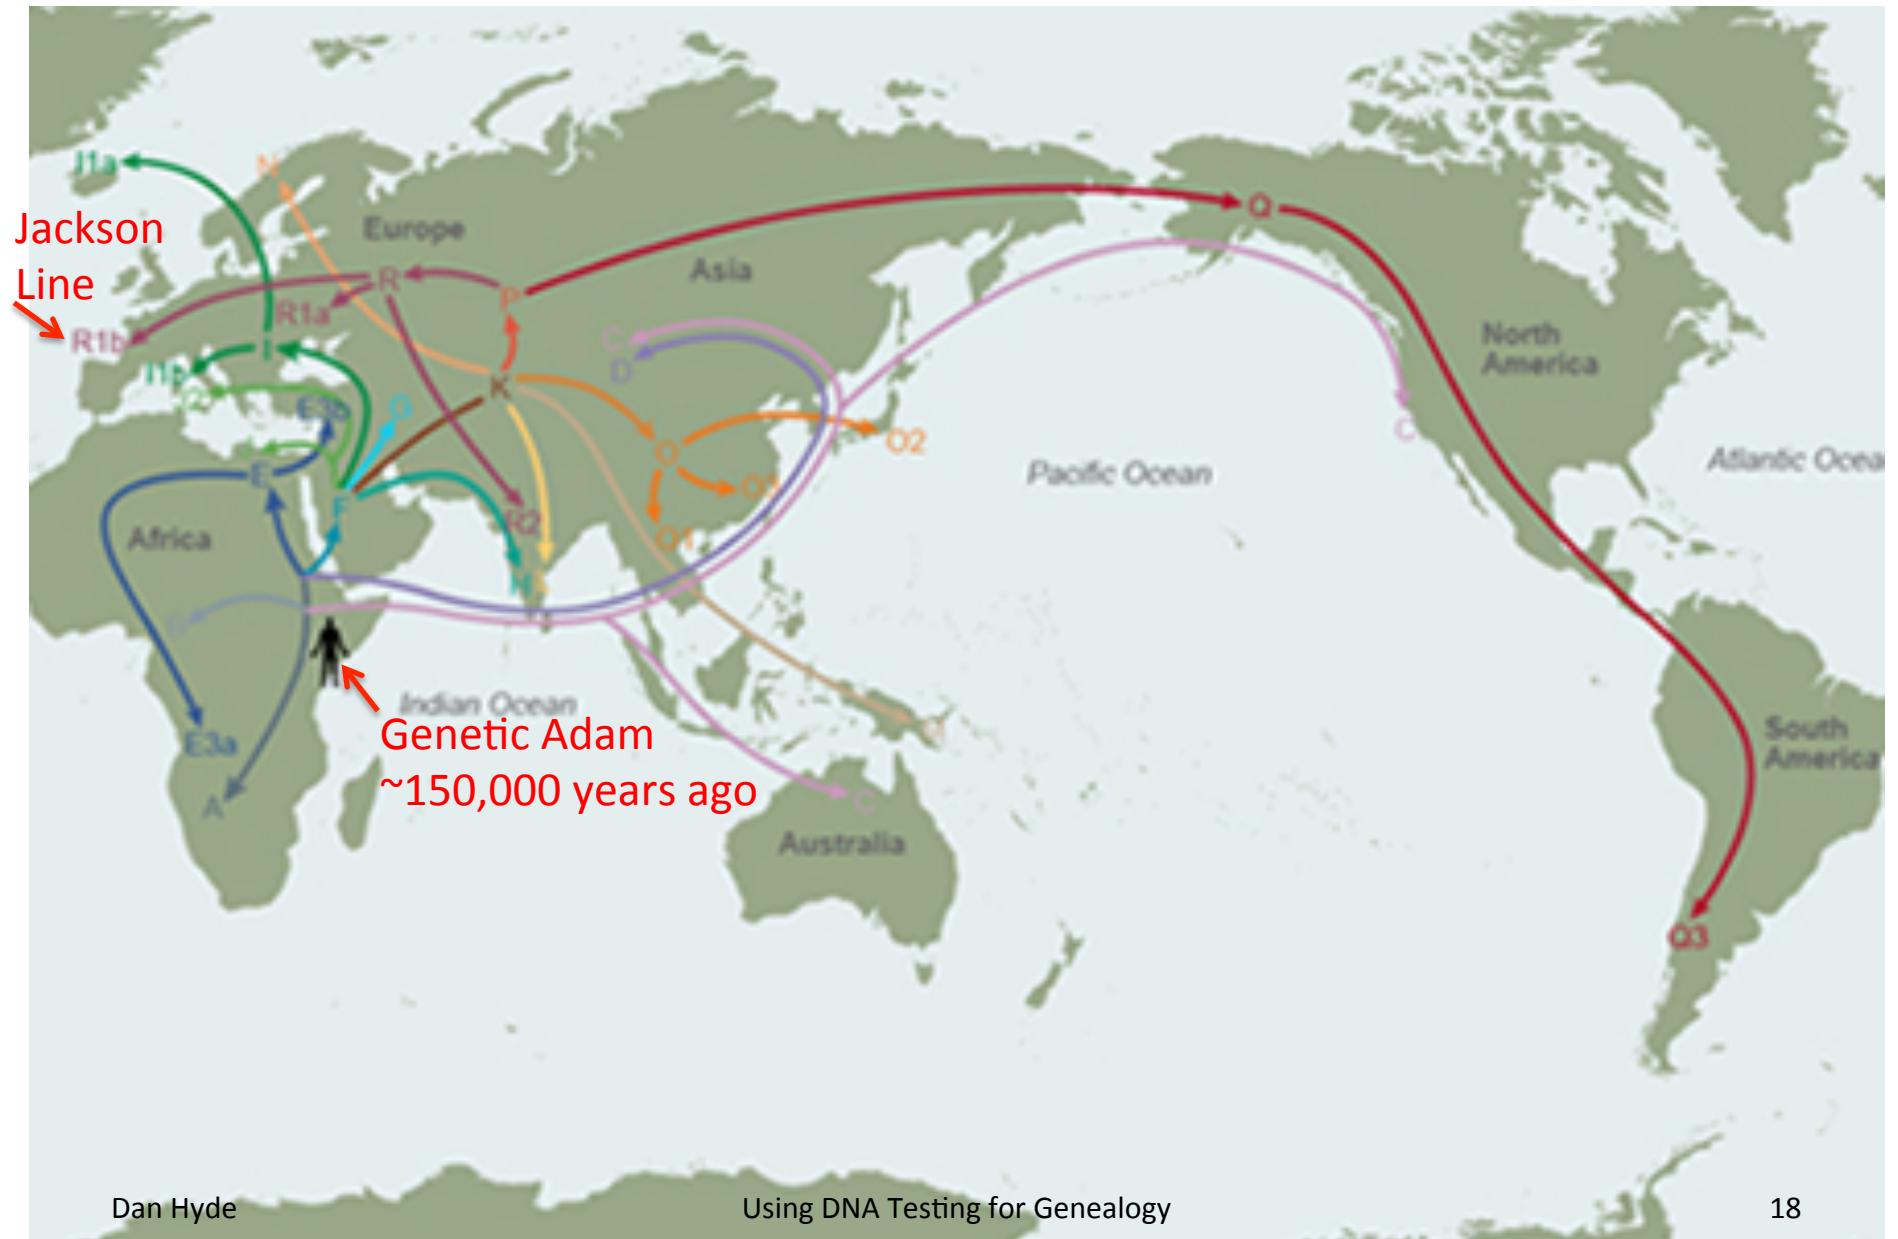 J1a
N
Jackson
Line
Europe
Asia
Q
R
P
R1a
R1b
I
C
D
North
America
I1b
K
J2
E3b
G
C
O
O2
Pacific Ocean
Atlantic Ocea
E
F
O3
R2
O1
Africa
H
B
Indian Ocean
Genetic Adam
~150,000 years ago
E3a
A
South
America
C
Australia
Q3
Dan Hyde
Using DNA Testing for Genealogy
18